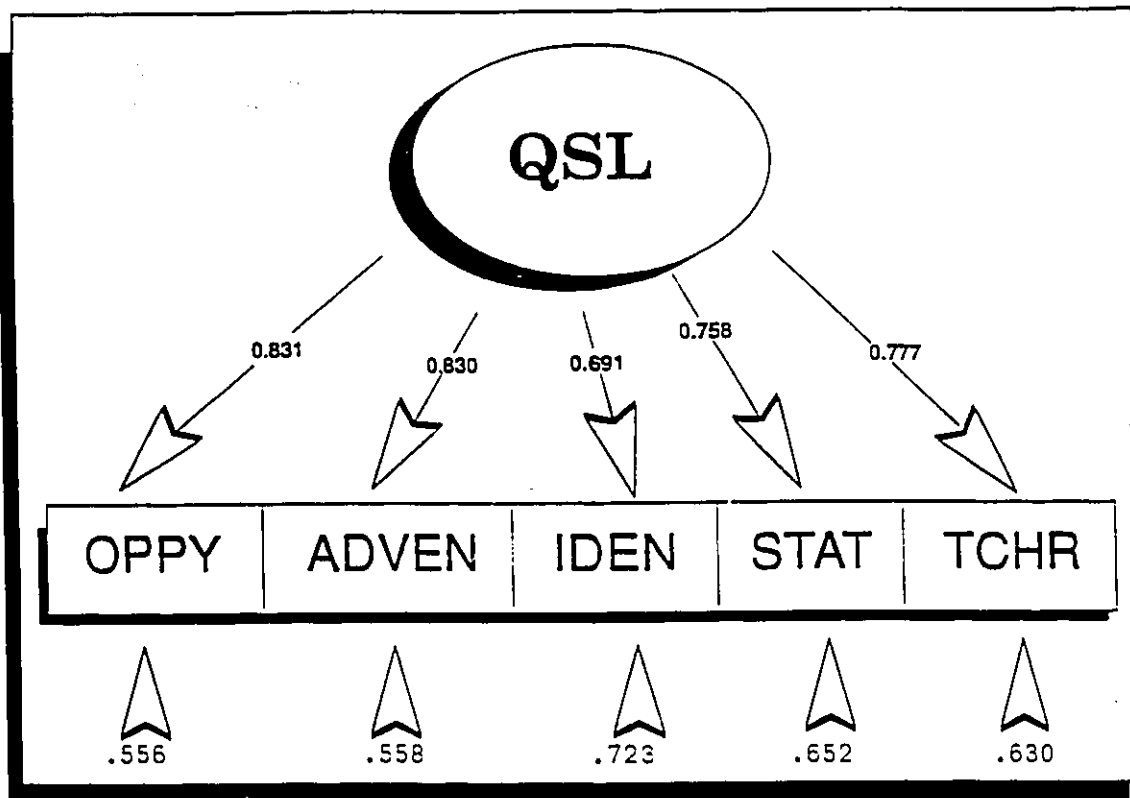 QSL
0.831 0.830 0.691 0.758 0.777
OPPY ADVEN IDEN STAT TCHR
.556 .558 .723 .652 .630